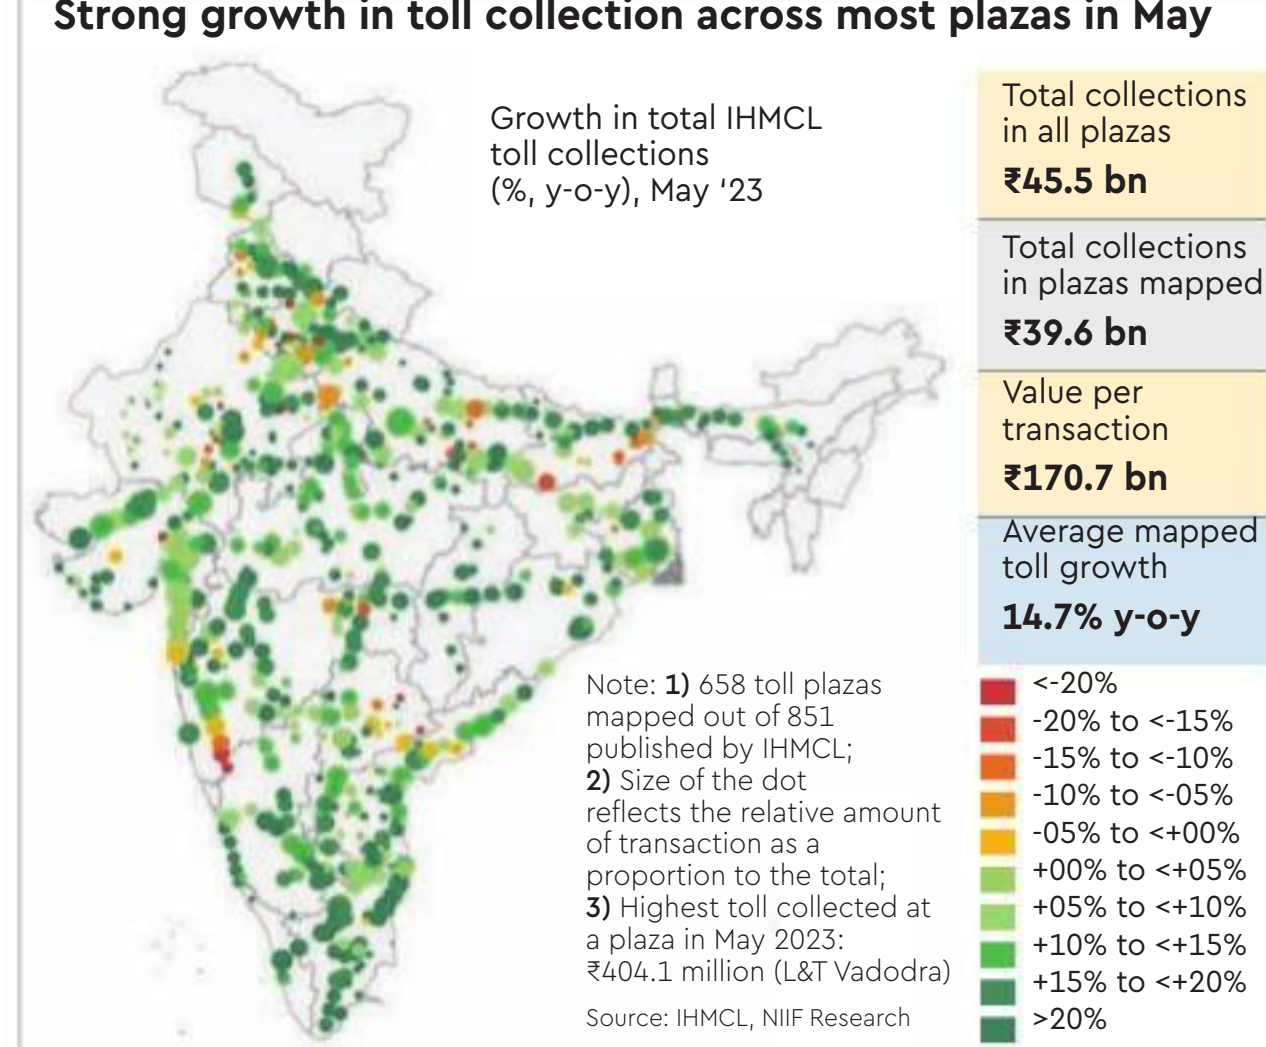 Strong growth in toll collection across most plazas in May
Growth in total IHMCL
toll collections
(%, y-o-y), May ‘23
Total collections
in all plazas
₹45.5 bn
Total collections
in plazas mapped
₹39.6 bn
Value per
transaction
₹170.7 bn
Average mapped
toll growth
14.7% y-o-y
<-20%
-20% to <-15%
-15% to <-10%
-10% to <-05%
-05% to <+00%
+00% to <+05%
+05% to <+10%
+10% to <+15%
+15% to <+20%
>20%
Note: 1) 658 toll plazas
mapped out of 851
published by IHMCL;
2) Size of the dot
reflects the relative amount
of transaction as a
proportion to the total;
3) Highest toll collected at
a plaza in May 2023:
₹404.1 million (L&T Vadodra)
Source: IHMCL, NIIF Research